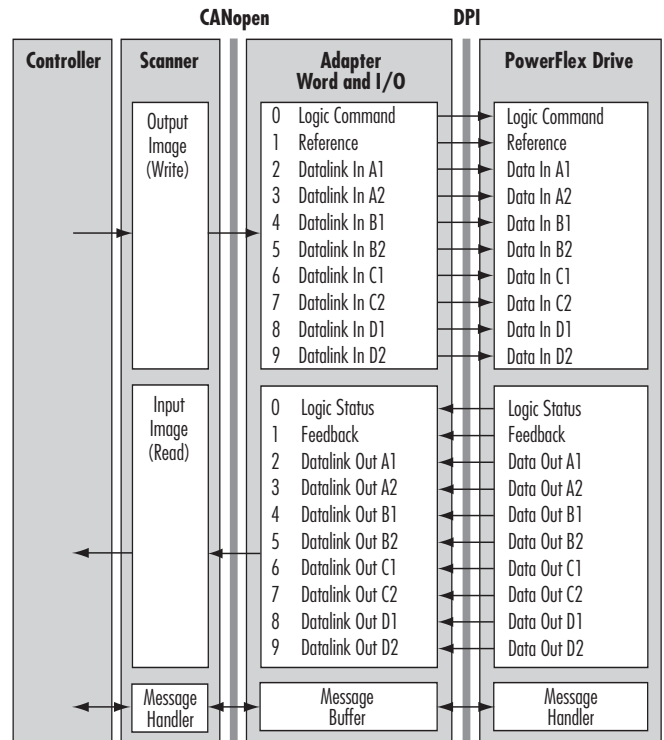 CANopen DPI
Controller Scanner Adapter Word and I/O PowerFlex Drive
Output
Image
(Write)
0 Logic Command Logic Command
1 Reference Reference
2 Datalink In A1 Data In A1
3 Datalink In A2 Data In A2
4 Datalink In B1 Data In B1
5 Datalink In B2 Data In B2
6 Datalink In C1 Data In C1
7 Datalink In C2 Data In C2
8 Datalink In D1 Data In D1
9 Datalink In D2 Data In D2
Input
Image
(Read)
0 Logic Status Logic Status
1 Feedback Feedback
2 Datalink Out A1 Data Out A1
3 Datalink Out A2 Data Out A2
4 Datalink Out B1 Data Out B1
5 Datalink Out B2 Data Out B2
6 Datalink Out C1 Data Out C1
7 Datalink Out C2 Data Out C2
8 Datalink Out D1 Data Out D1
9 Datalink Out D2 Data Out D2
Message
Handler
Message
Buffer
Message
Handler